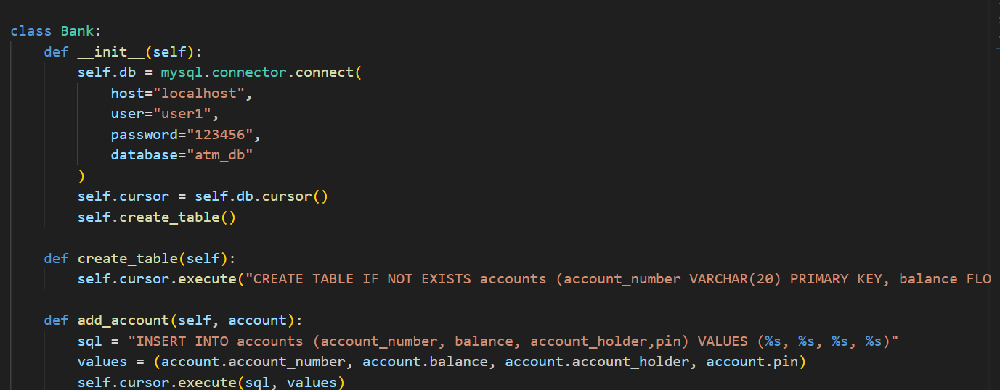 class Bank:
    def __init__(self):
        self.db = mysql.connector.connect(
            host="localhost",
            user="user1",
            password="123456",
            database="atm_db"
        )
        self.cursor = self.db.cursor()
        self.create_table()
    def create_table(self):
        self.cursor.execute("CREATE TABLE IF NOT EXISTS accounts (account_number VARCHAR(20) PRIMARY KEY, balance FLO
    def add_account(self, account):
        sql = "INSERT INTO accounts (account_number, balance, account_holder,pin) VALUES (%s, %s, %s, %s)"
        values = (account.account_number, account.balance, account.account_holder, account.pin)
        self.cursor.execute(sql, values)